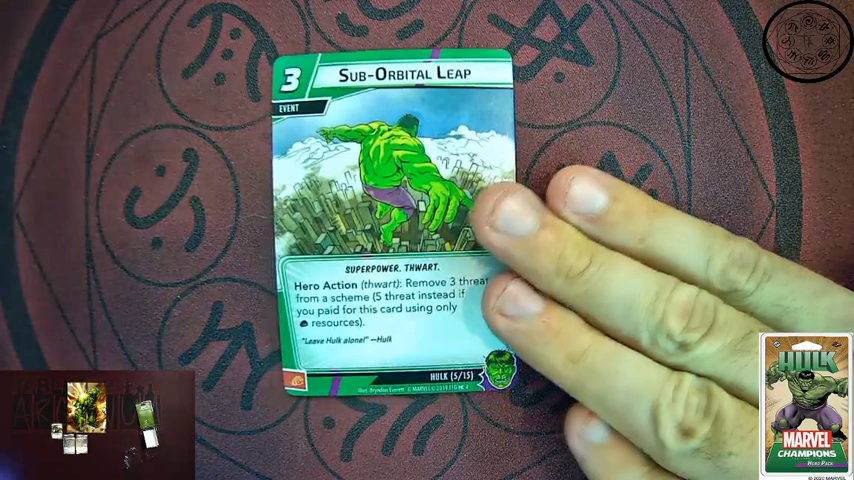 3
SUB-ORBITAL LEAP
EVENT
SUPERPOWER. THWART.
Hero Action (thwart): Remove 3 threat
from a scheme (5 threat instead if
you paid for this card using only
resources).
"Leave Hulk alone!" —Hulk
HULK (5/15)
HULK
MARVEL
CHAMPIONS
Hero Pack
© 2020 MARVEL